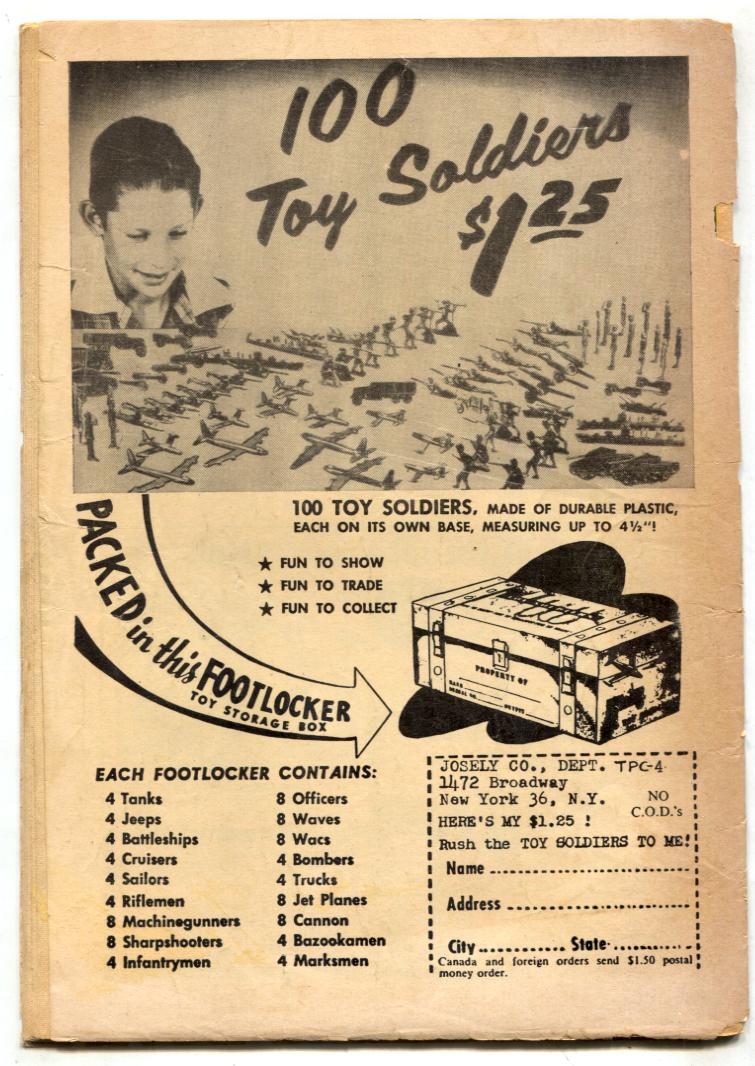 100
Toy Soldiers
$1.25
100 TOY SOLDIERS, MADE OF DURABLE PLASTIC,
EACH ON ITS OWN BASE, MEASURING UP TO 4½"!
★ FUN TO SHOW
★ FUN TO TRADE
★ FUN TO COLLECT
PACKED in this FOOTLOCKER
TOY STORAGE BOX
PROPERTY OF
NAME
SERIAL NO.
EACH FOOTLOCKER CONTAINS:
4 Tanks
4 Jeeps
4 Battleships
4 Cruisers
4 Sailors
4 Riflemen
8 Machinegunners
8 Sharpshooters
4 Infantrymen
8 Officers
8 Waves
8 Wacs
4 Bombers
4 Trucks
8 Jet Planes
8 Cannon
4 Bazookamen
4 Marksmen
JOSELY CO., DEPT. TPC-4
1472 Broadway
New York 36, N.Y.
NO
C.O.D.'s
HERE'S MY $1.25 !
Rush the TOY SOLDIERS TO ME!
Name
Address
City State
Canada and foreign orders send $1.50 postal
money order.